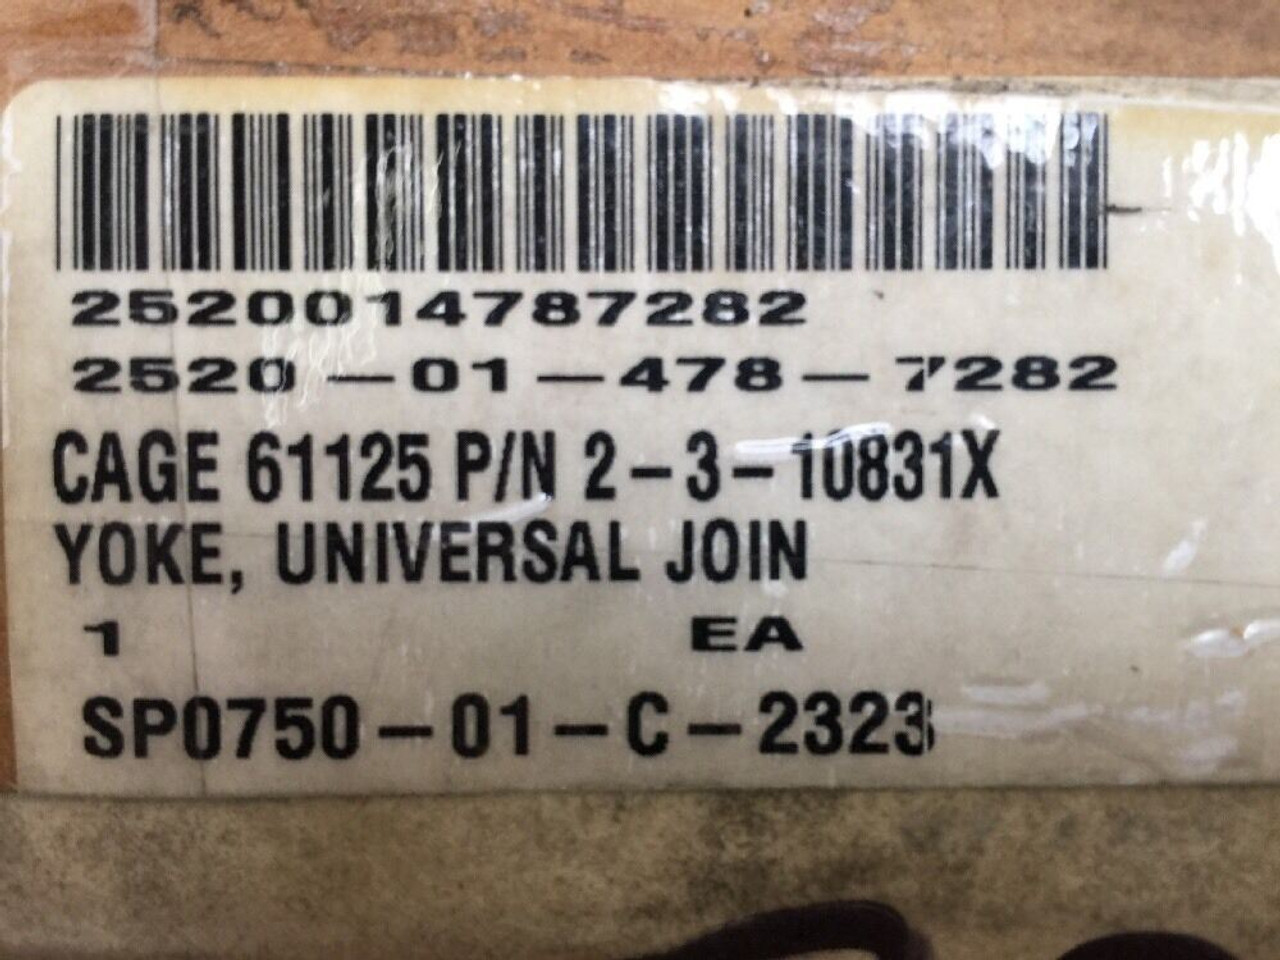 2520014787282
2520-01-478-7282
CAGE 61125 P/N 2-3-10831X
YOKE, UNIVERSAL JOIN
1 EA
SP0750-01-C-2323